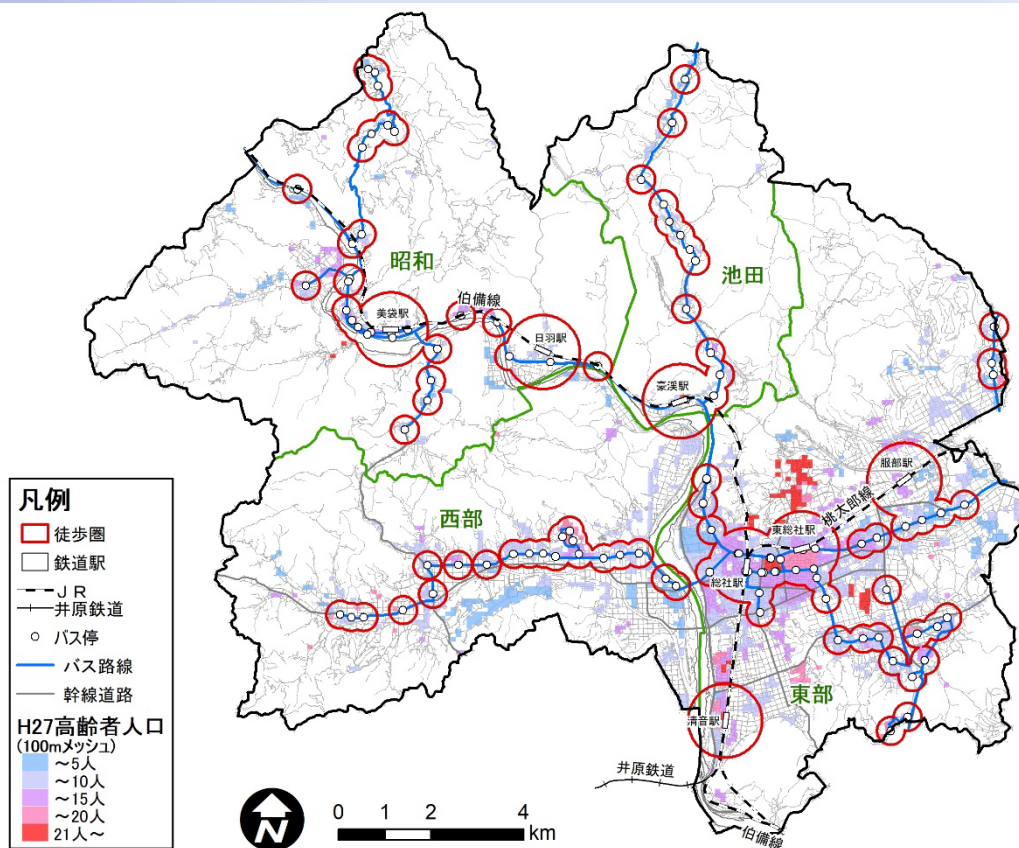 昭和
池田
伯備線
美袋駅
日羽駅
豪渓駅
服部駅
桃太郎線
東総社駅
総社駅
西部
東部
清音駅
井原鉄道
伯備線
凡例
徒歩圏
鉄道駅
JR
井原鉄道
バス停
バス路線
幹線道路
H27高齢者人口
(100mメッシュ)
~5人
~10人
~15人
~20人
21人~
N
0 1 2 4
km